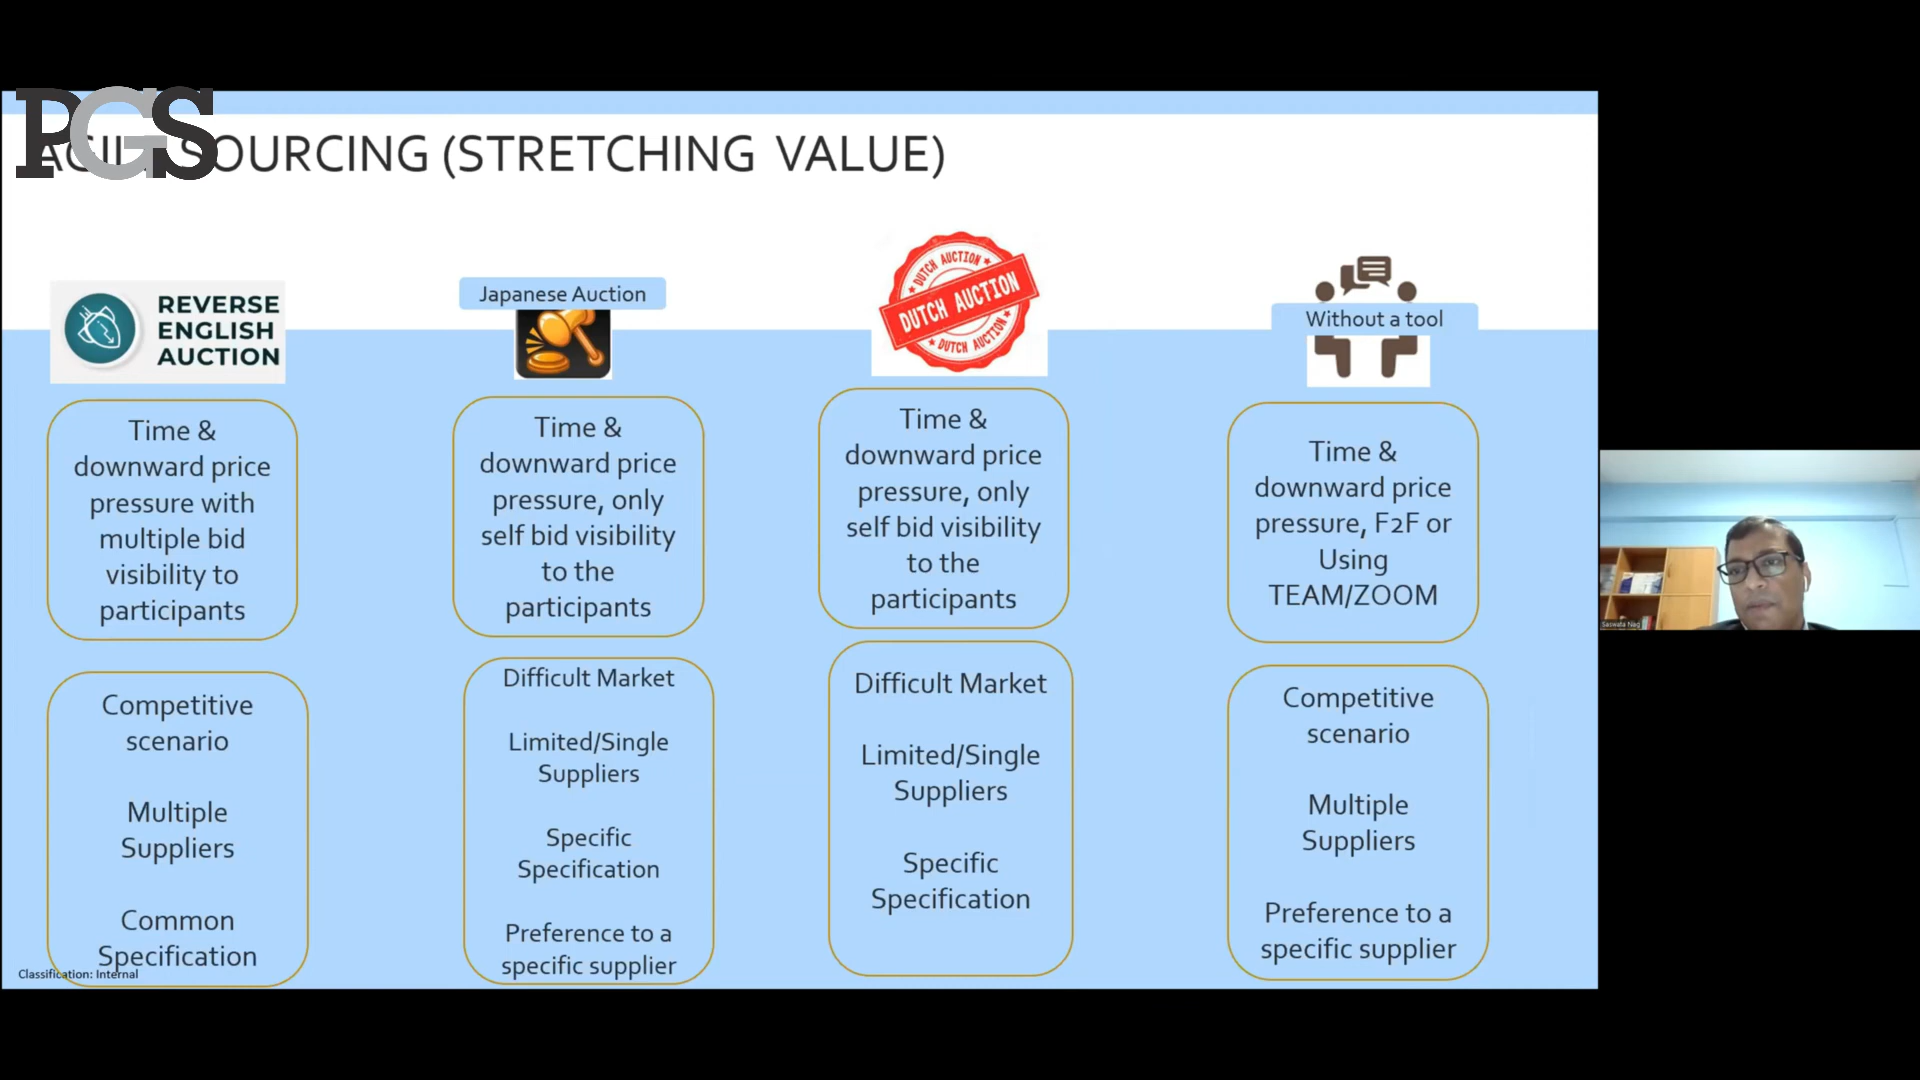 PGS
AGILE SOURCING (STRETCHING VALUE)
REVERSE
ENGLISH
AUCTION
Time &
downward price
pressure with
multiple bid
visibility to
participants
Competitive
scenario
Multiple
Suppliers
Common
Specification
Japanese Auction
Time &
downward price
pressure, only
self bid visibility
to the
participants
Difficult Market
Limited/Single
Suppliers
Specific
Specification
Preference to a
specific supplier
DUTCH AUCTION
DUTCH AUCTION
DUTCH AUCTION
Time &
downward price
pressure, only
self bid visibility
to the
participants
Difficult Market
Limited/Single
Suppliers
Specific
Specification
Without a tool
Time &
downward price
pressure, F2F or
Using
TEAM/ZOOM
Competitive
scenario
Multiple
Suppliers
Preference to a
specific supplier
Classification: Internal
Saswata Nag